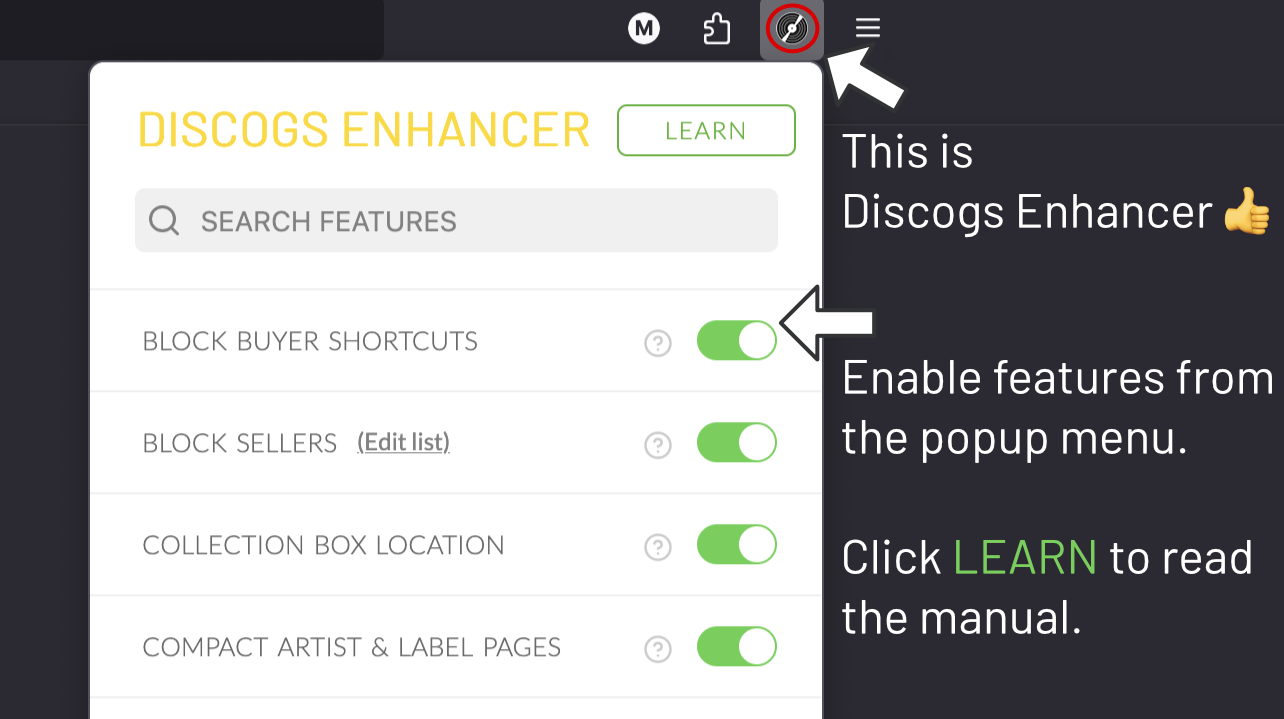 M
DISCOGS ENHANCER
LEARN
SEARCH FEATURES
BLOCK BUYER SHORTCUTS
?
BLOCK SELLERS (Edit list)
?
COLLECTION BOX LOCATION
?
COMPACT ARTIST & LABEL PAGES
?
This is
Discogs Enhancer 👍
Enable features from
the popup menu.
Click LEARN to read
the manual.